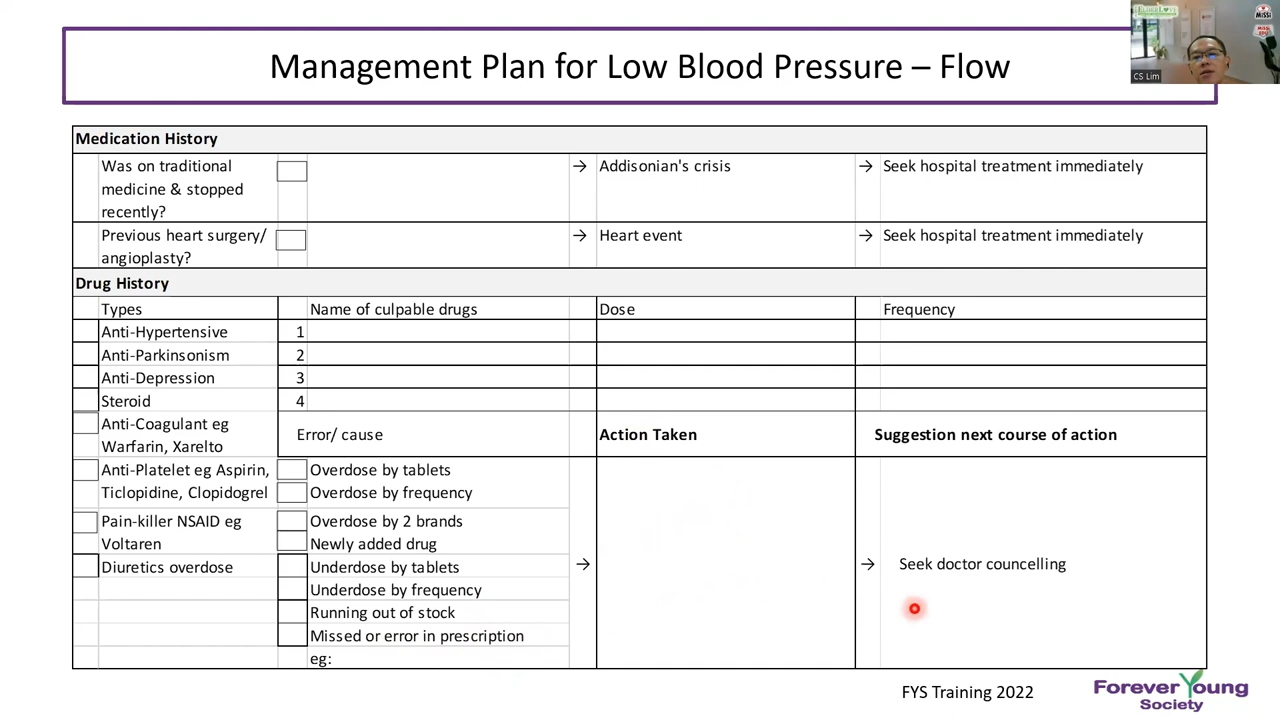 Management Plan for Low Blood Pressure – Flow
CS Lim
Medication History
Was on traditional
medicine & stopped
recently?
→ Addisonian's crisis
→ Seek hospital treatment immediately
Previous heart surgery/
angioplasty?
→ Heart event
→ Seek hospital treatment immediately
Drug History
Types
Name of culpable drugs
Dose
Frequency
Anti-Hypertensive
1
Anti-Parkinsonism
2
Anti-Depression
3
Steroid
4
Anti-Coagulant eg
Warfarin, Xarelto
Error/ cause
Action Taken
Suggestion next course of action
Anti-Platelet eg Aspirin,
Ticlopidine, Clopidogrel
Overdose by tablets
Overdose by frequency
Pain-killer NSAID eg
Voltaren
Overdose by 2 brands
Newly added drug
Diuretics overdose
Underdose by tablets
→
→ Seek doctor councelling
Underdose by frequency
Running out of stock
Missed or error in prescription
eg:
FYS Training 2022
ForeverYoung
Society